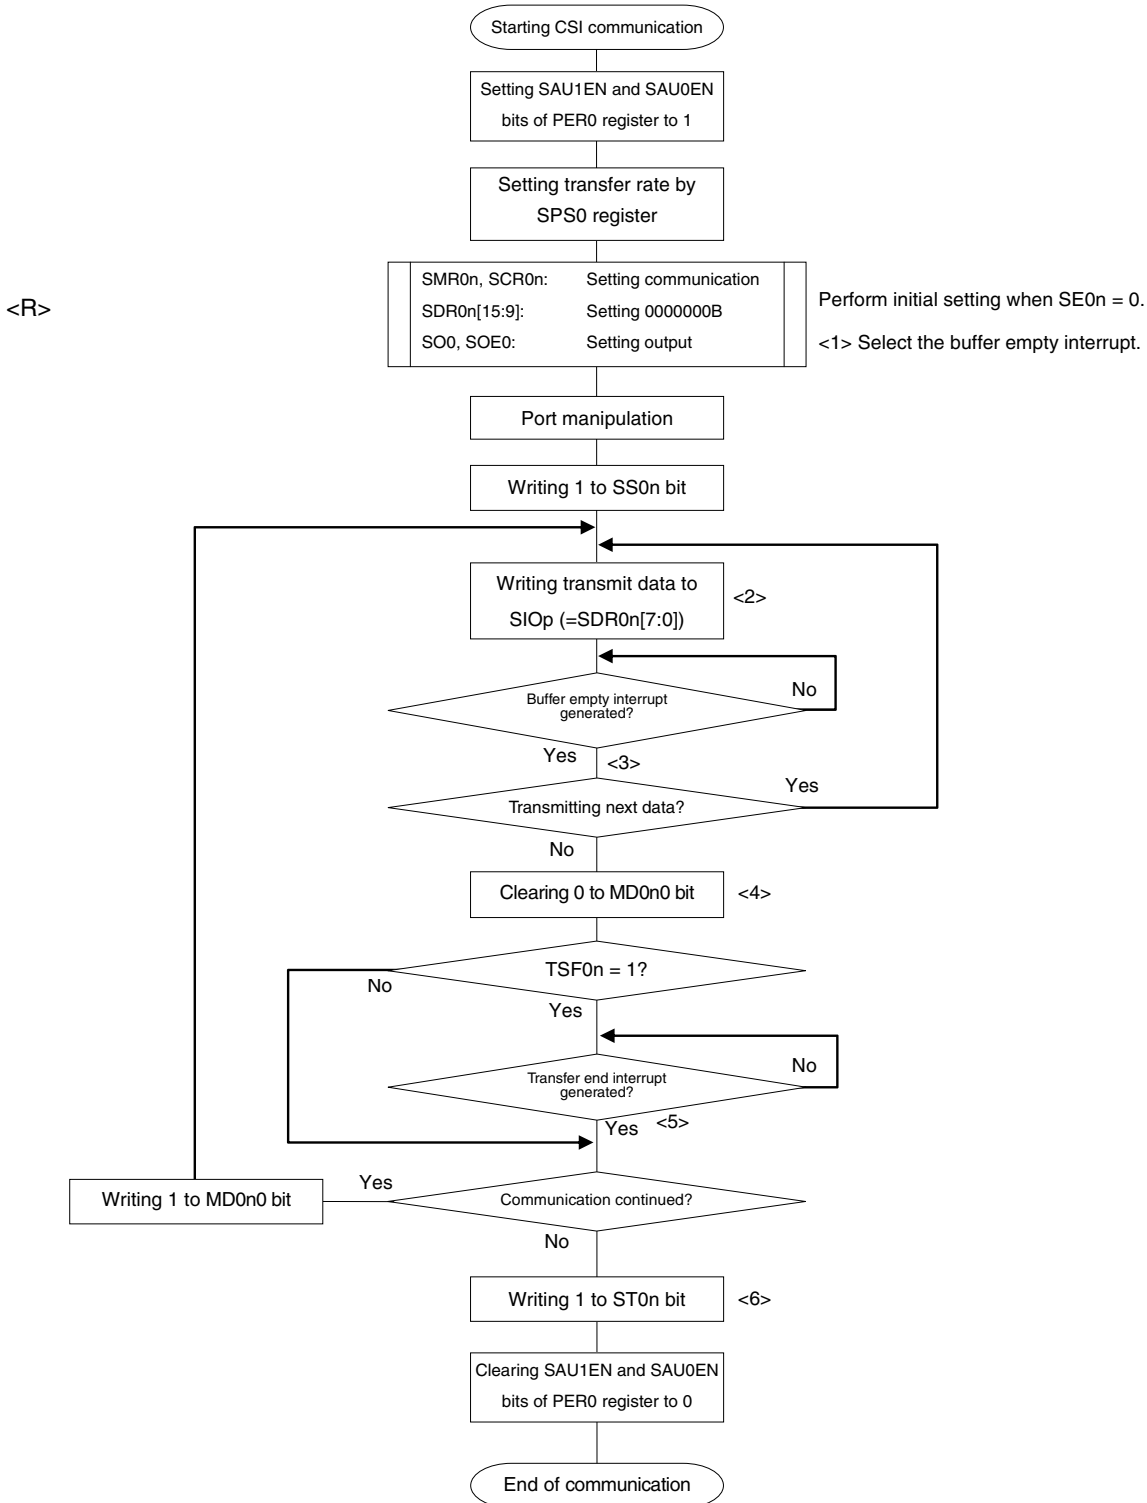 Starting CSI communication
Setting SAU1EN and SAU0EN
bits of PER0 register to 1
Setting transfer rate by
SPS0 register
<R>
SMR0n, SCR0n: Setting communication
SDR0n[15:9]: Setting 0000000B
SO0, SOE0: Setting output
Perform initial setting when SE0n = 0.
<1> Select the buffer empty interrupt.
Port manipulation
Writing 1 to SS0n bit
Writing transmit data to
SIOp (=SDR0n[7:0])
<2>
Buffer empty interrupt
generated?
No
Yes
<3>
Transmitting next data?
Yes
No
Clearing 0 to MD0n0 bit
<4>
TSF0n = 1?
No
Yes
Transfer end interrupt
generated?
No
Yes
<5>
Communication continued?
Yes
Writing 1 to MD0n0 bit
No
Writing 1 to ST0n bit
<6>
Clearing SAU1EN and SAU0EN
bits of PER0 register to 0
End of communication